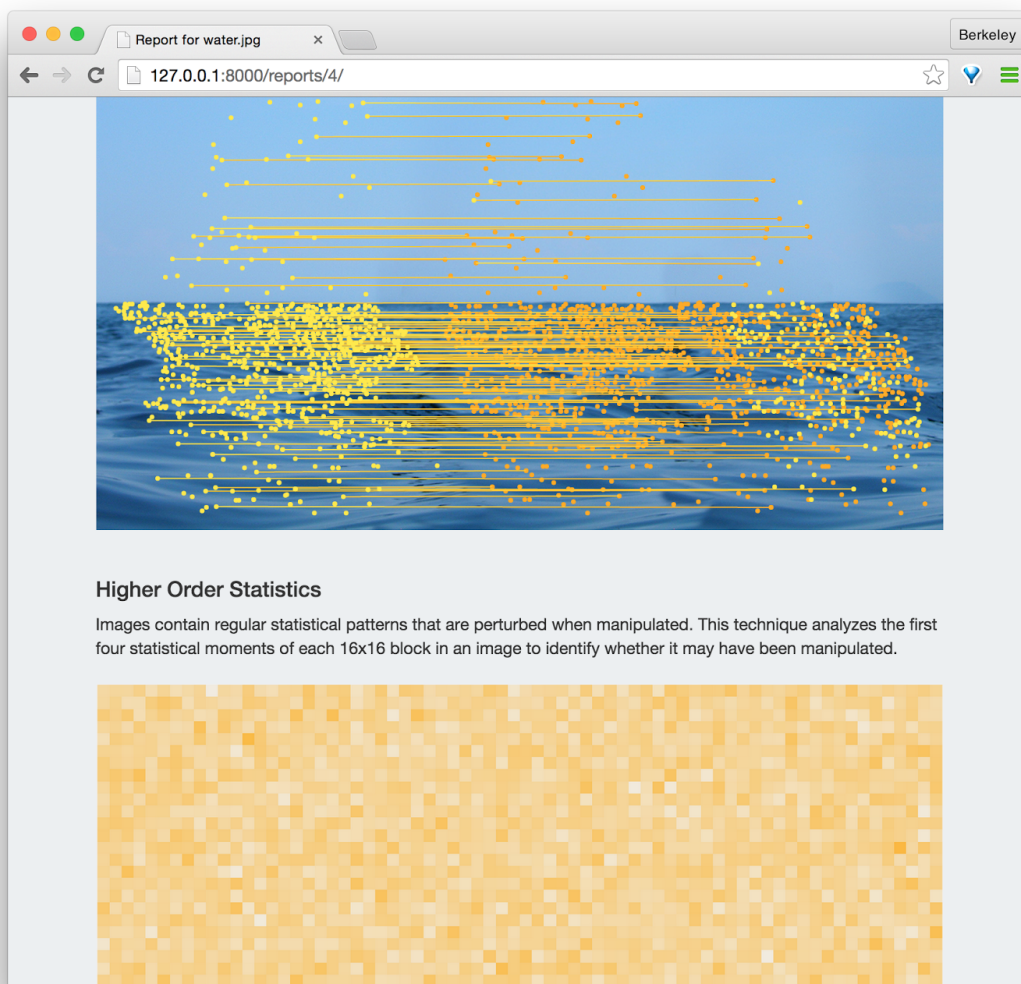 Report for water.jpg
Berkeley
127.0.0.1:8000/reports/4/
Higher Order Statistics
Images contain regular statistical patterns that are perturbed when manipulated. This technique analyzes the first
four statistical moments of each 16x16 block in an image to identify whether it may have been manipulated.